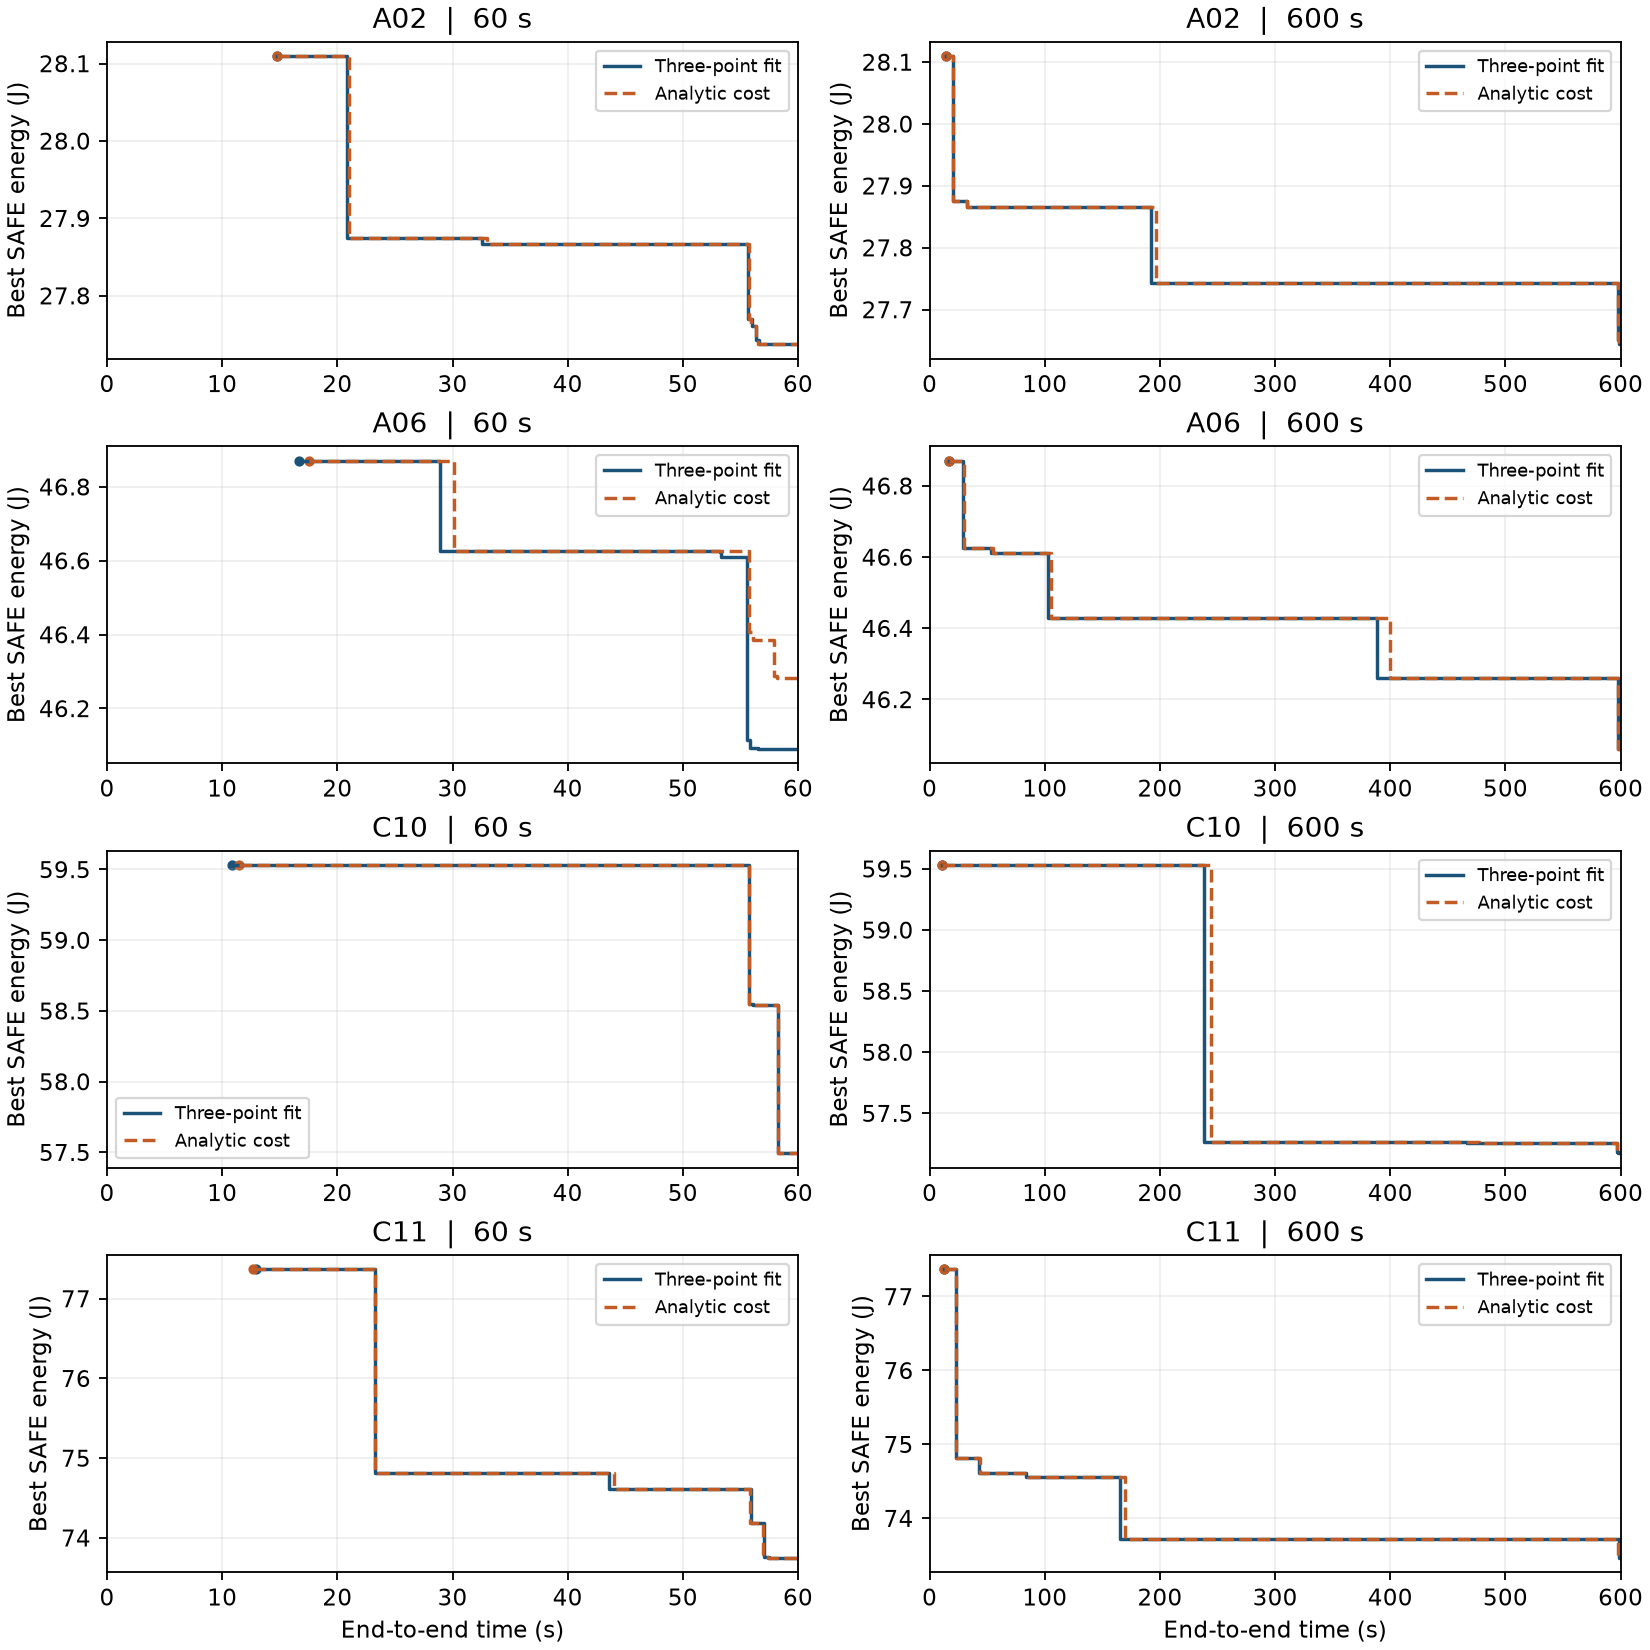 A02 | 60 s
Best SAFE energy (J)
28.1
28.0
27.9
27.8
Three-point fit
Analytic cost
0 10 20 30 40 50 60
A02 | 600 s
Best SAFE energy (J)
28.1
28.0
27.9
27.8
27.7
Three-point fit
Analytic cost
0 100 200 300 400 500 600
A06 | 60 s
Best SAFE energy (J)
46.8
46.6
46.4
46.2
Three-point fit
Analytic cost
0 10 20 30 40 50 60
A06 | 600 s
Best SAFE energy (J)
46.8
46.6
46.4
46.2
Three-point fit
Analytic cost
0 100 200 300 400 500 600
C10 | 60 s
Best SAFE energy (J)
59.5
59.0
58.5
58.0
57.5
Three-point fit
Analytic cost
0 10 20 30 40 50 60
C10 | 600 s
Best SAFE energy (J)
59.5
59.0
58.5
58.0
57.5
Three-point fit
Analytic cost
0 100 200 300 400 500 600
C11 | 60 s
Best SAFE energy (J)
77
76
75
74
Three-point fit
Analytic cost
0 10 20 30 40 50 60
End-to-end time (s)
C11 | 600 s
Best SAFE energy (J)
77
76
75
74
Three-point fit
Analytic cost
0 100 200 300 400 500 600
End-to-end time (s)